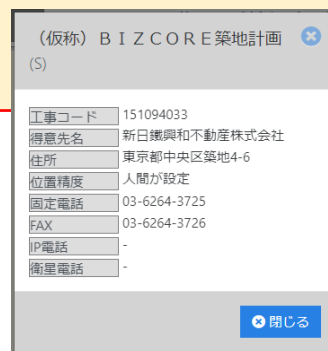 （仮称）ＢＩＺＣＯＲＥ築地計画
(S)
工事コード 151094033
得意先名 新日鐵興和不動産株式会社
住所 東京都中央区築地4-6
位置精度 人間が設定
固定電話 03-6264-3725
FAX 03-6264-3726
IP電話 -
衛星電話 -
閉じる